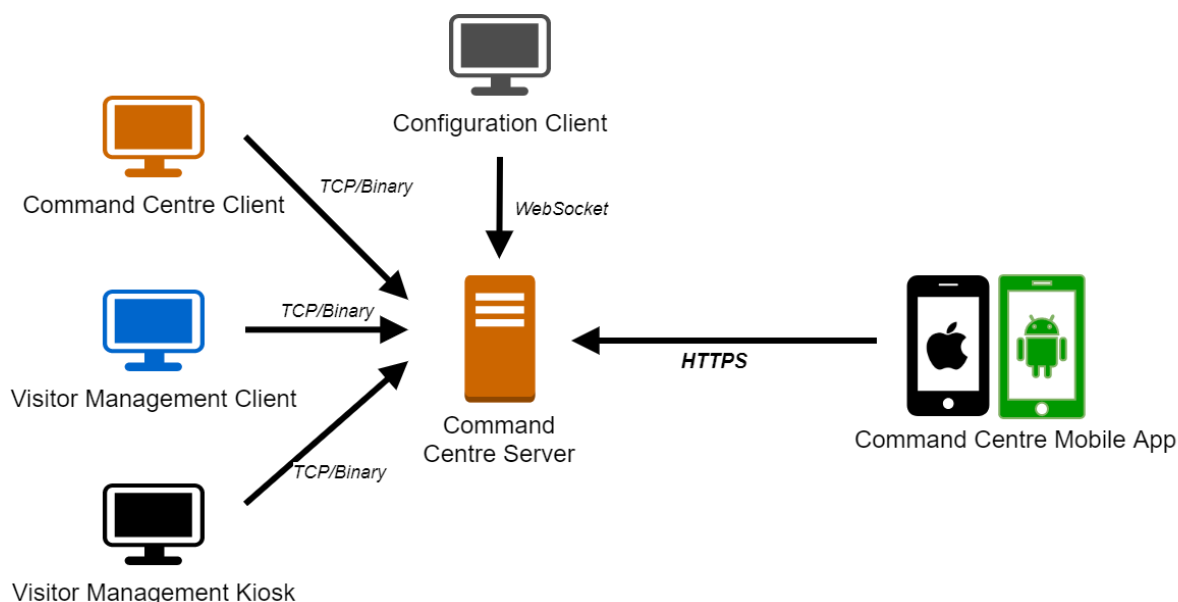 Configuration Client
Command Centre Client
TCP/Binary
WebSocket
Visitor Management Client
TCP/Binary
HTTPS
Command
Centre Server
Command Centre Mobile App
TCP/Binary
Visitor Management Kiosk